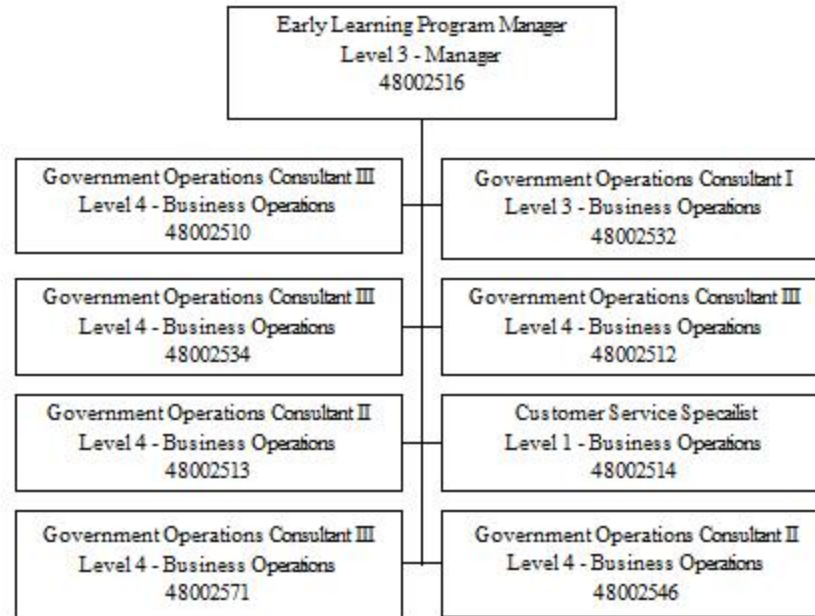 Early Learning Program Manager
Level 3 - Manager
48002516
Government Operations Consultant III
Level 4 - Business Operations
48002510
Government Operations Consultant I
Level 3 - Business Operations
48002532
Government Operations Consultant III
Level 4 - Business Operations
48002534
Government Operations Consultant III
Level 4 - Business Operations
48002512
Government Operations Consultant II
Level 4 - Business Operations
48002513
Customer Service Specailist
Level 1 - Business Operations
48002514
Government Operations Consultant III
Level 4 - Business Operations
48002571
Government Operations Consultant II
Level 4 - Business Operations
48002546